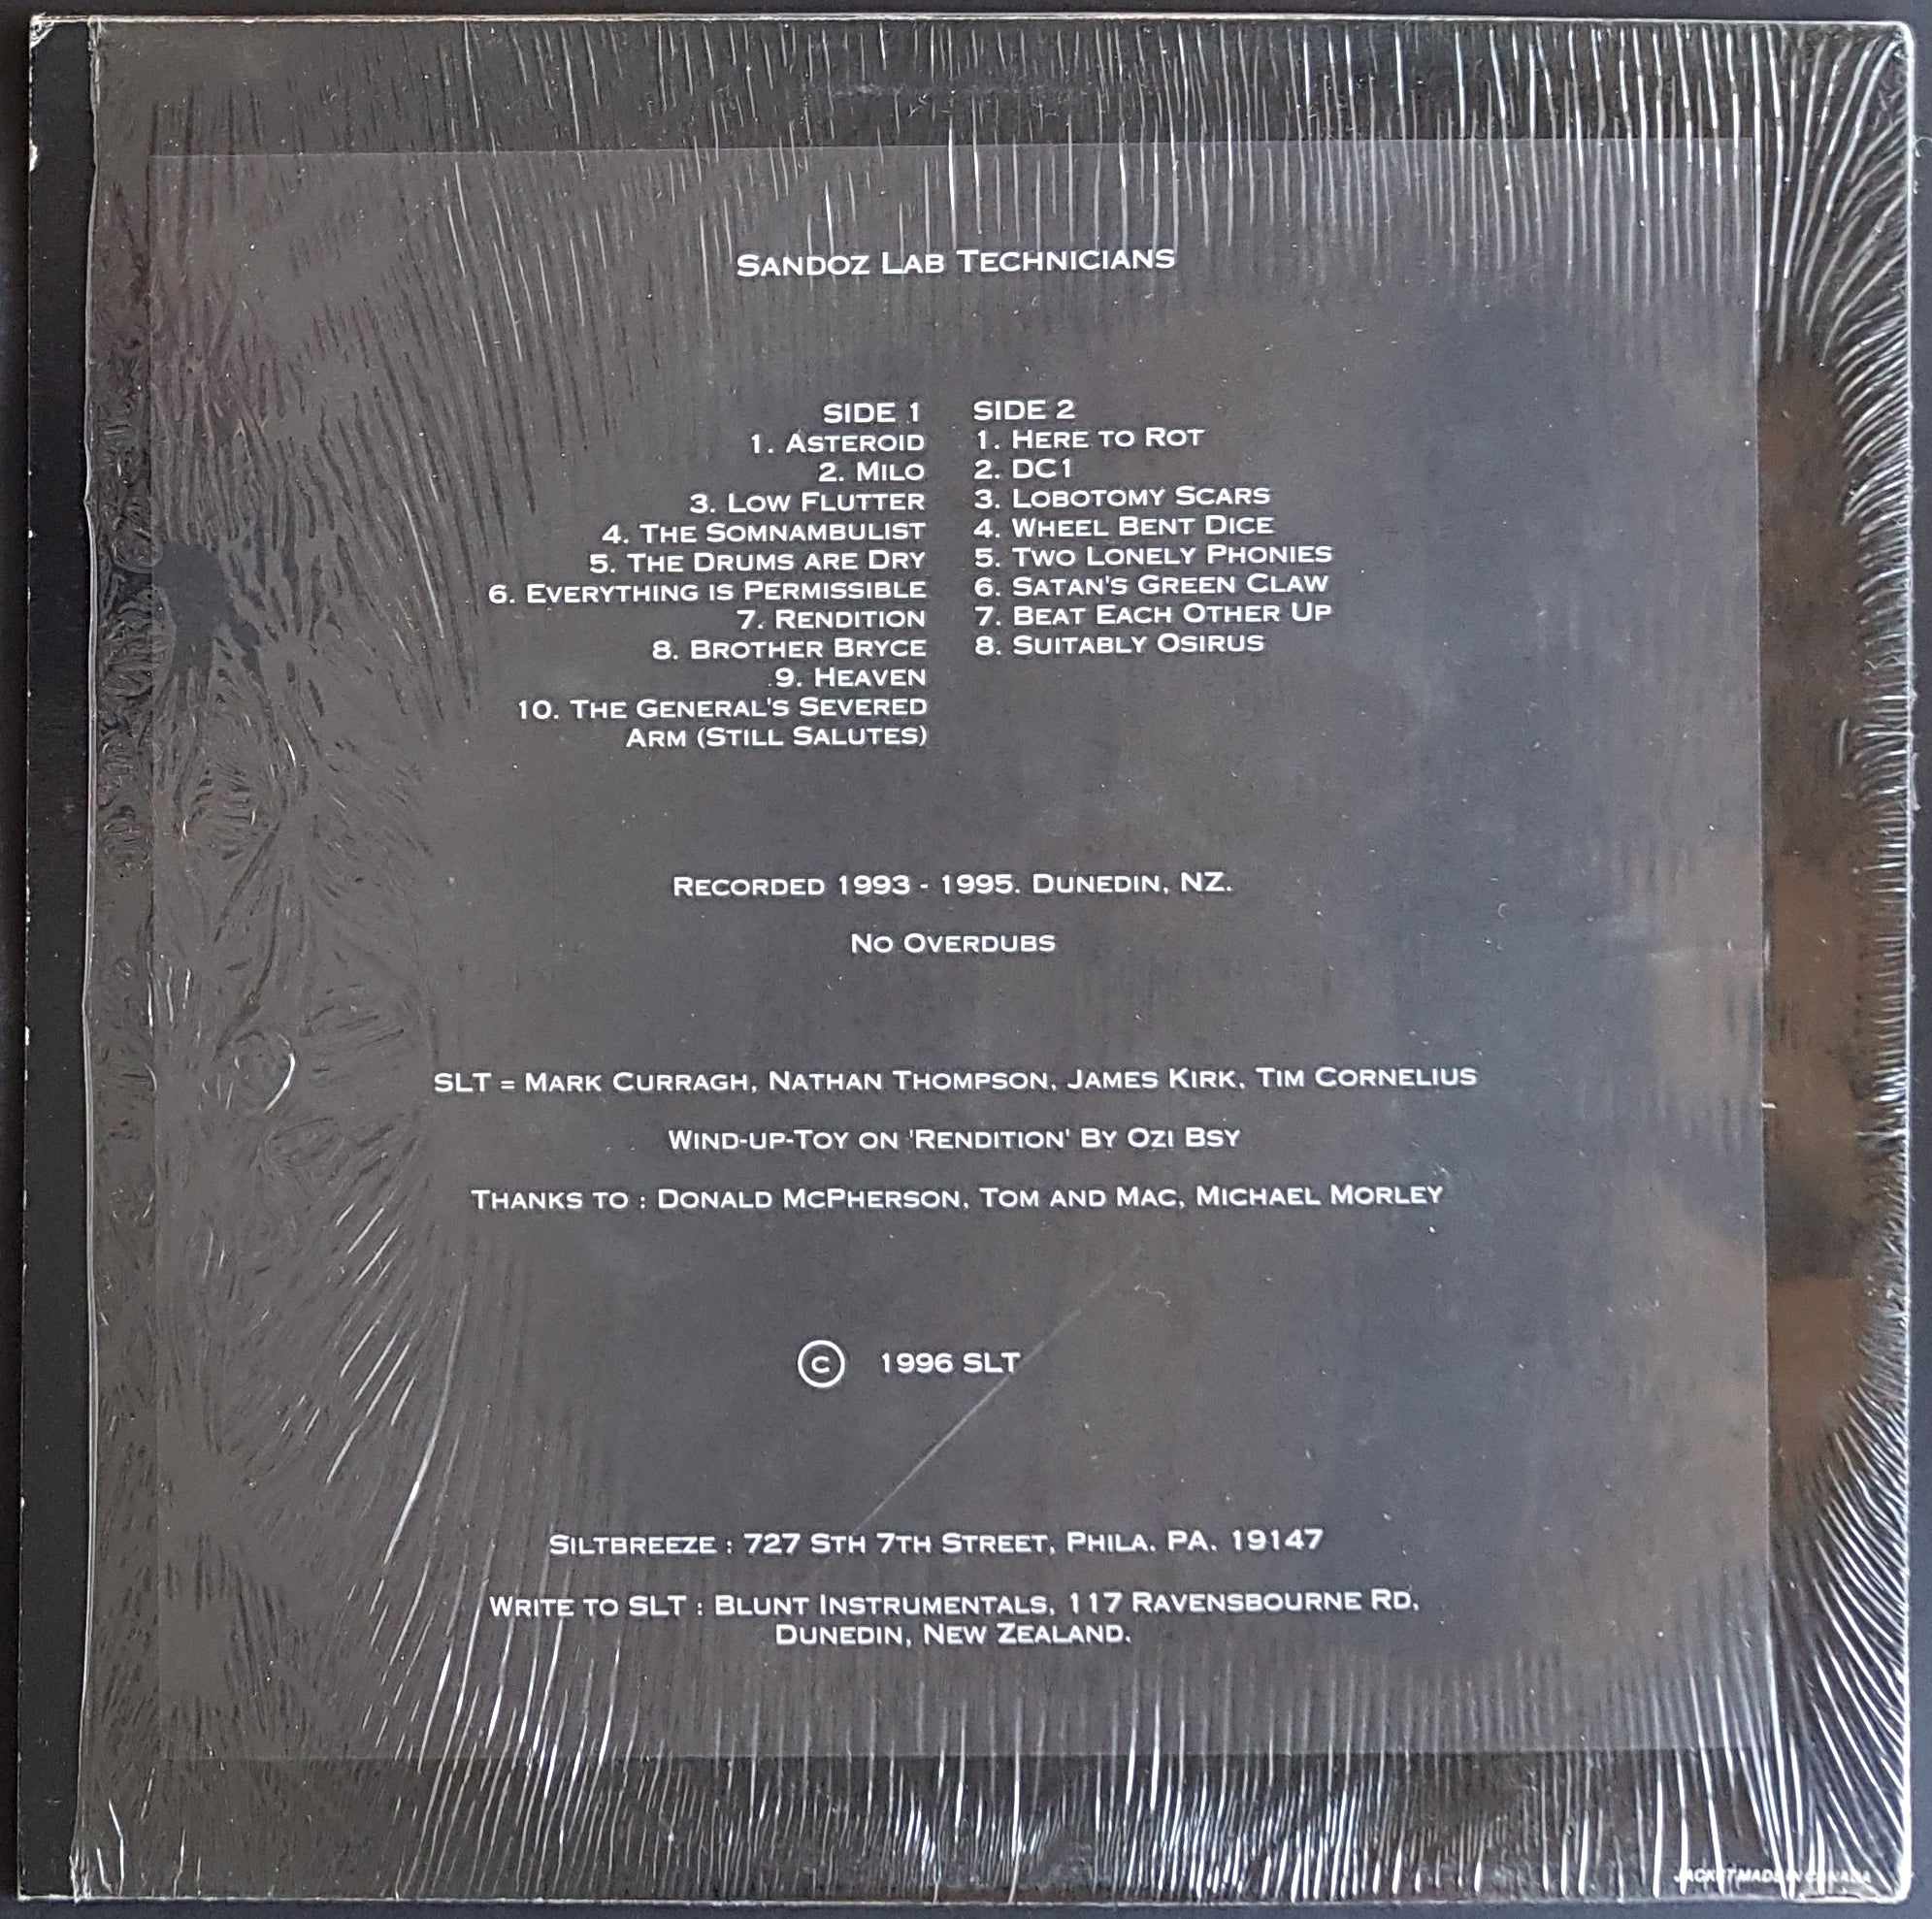 Sandoz Lab Technicians
SIDE 1
1. Asteroid
2. Milo
3. Low Flutter
4. The Somnambulist
5. The Drums are Dry
6. Everything is Permissible
7. Rendition
8. Brother Bryce
9. Heaven
10. The General's Severed
Arm (Still Salutes)
SIDE 2
1. Here to Rot
2. DC1
3. Lobotomy Scars
4. Wheel Bent Dice
5. Two Lonely Phonies
6. Satan's Green Claw
7. Beat Each Other Up
8. Suitably Osirus
Recorded 1993 - 1995. Dunedin, NZ.
No Overdubs
SLT = Mark Curragh, Nathan Thompson, James Kirk, Tim Cornelius
Wind-up-Toy on 'Rendition' By Ozi Bsy
Thanks to : Donald McPherson, Tom and Mac, Michael Morley
© 1996 SLT
Siltbreeze : 727 Sth 7th Street, Phila. PA. 19147
Write to SLT : Blunt Instrumentals, 117 Ravensbourne Rd,
Dunedin, New Zealand.
JACKET MADE IN CANADA